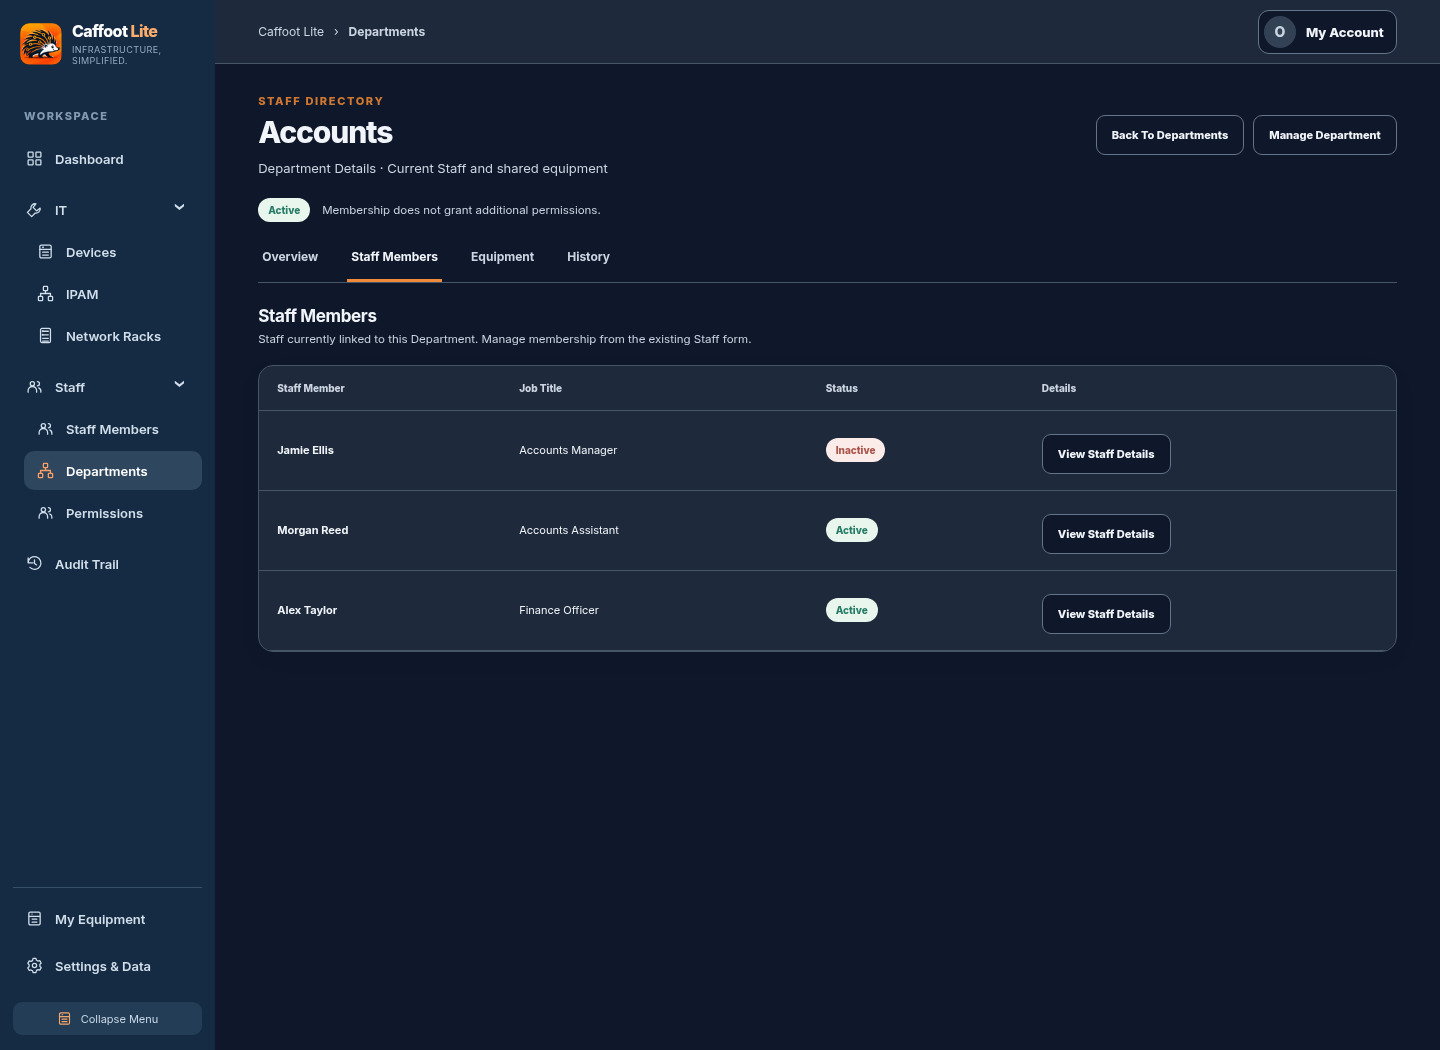 Caffoot Lite
INFRASTRUCTURE,
SIMPLIFIED.
WORKSPACE
Dashboard
IT
Devices
IPAM
Network Racks
Staff
Staff Members
Departments
Permissions
Audit Trail
My Equipment
Settings & Data
Collapse Menu
Caffoot Lite › Departments
O My Account
STAFF DIRECTORY
Accounts
Department Details · Current Staff and shared equipment
Back To Departments Manage Department
Active Membership does not grant additional permissions.
Overview Staff Members Equipment History
Staff Members
Staff currently linked to this Department. Manage membership from the existing Staff form.
Staff Member Job Title Status Details
Jamie Ellis Accounts Manager Inactive View Staff Details
Morgan Reed Accounts Assistant Active View Staff Details
Alex Taylor Finance Officer Active View Staff Details